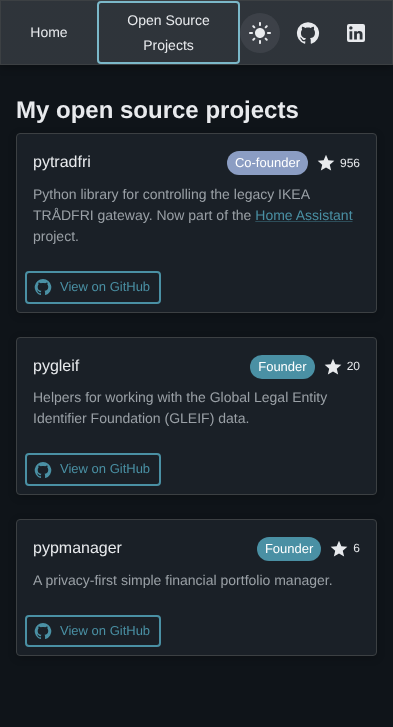 Home
Open Source
Projects
My open source projects
pytradfri
Co-founder
956
Python library for controlling the legacy IKEA
TRÅDFRI gateway. Now part of the Home Assistant
project.
View on GitHub
pygleif
Founder
20
Helpers for working with the Global Legal Entity
Identifier Foundation (GLEIF) data.
View on GitHub
pypmanager
Founder
6
A privacy-first simple financial portfolio manager.
View on GitHub